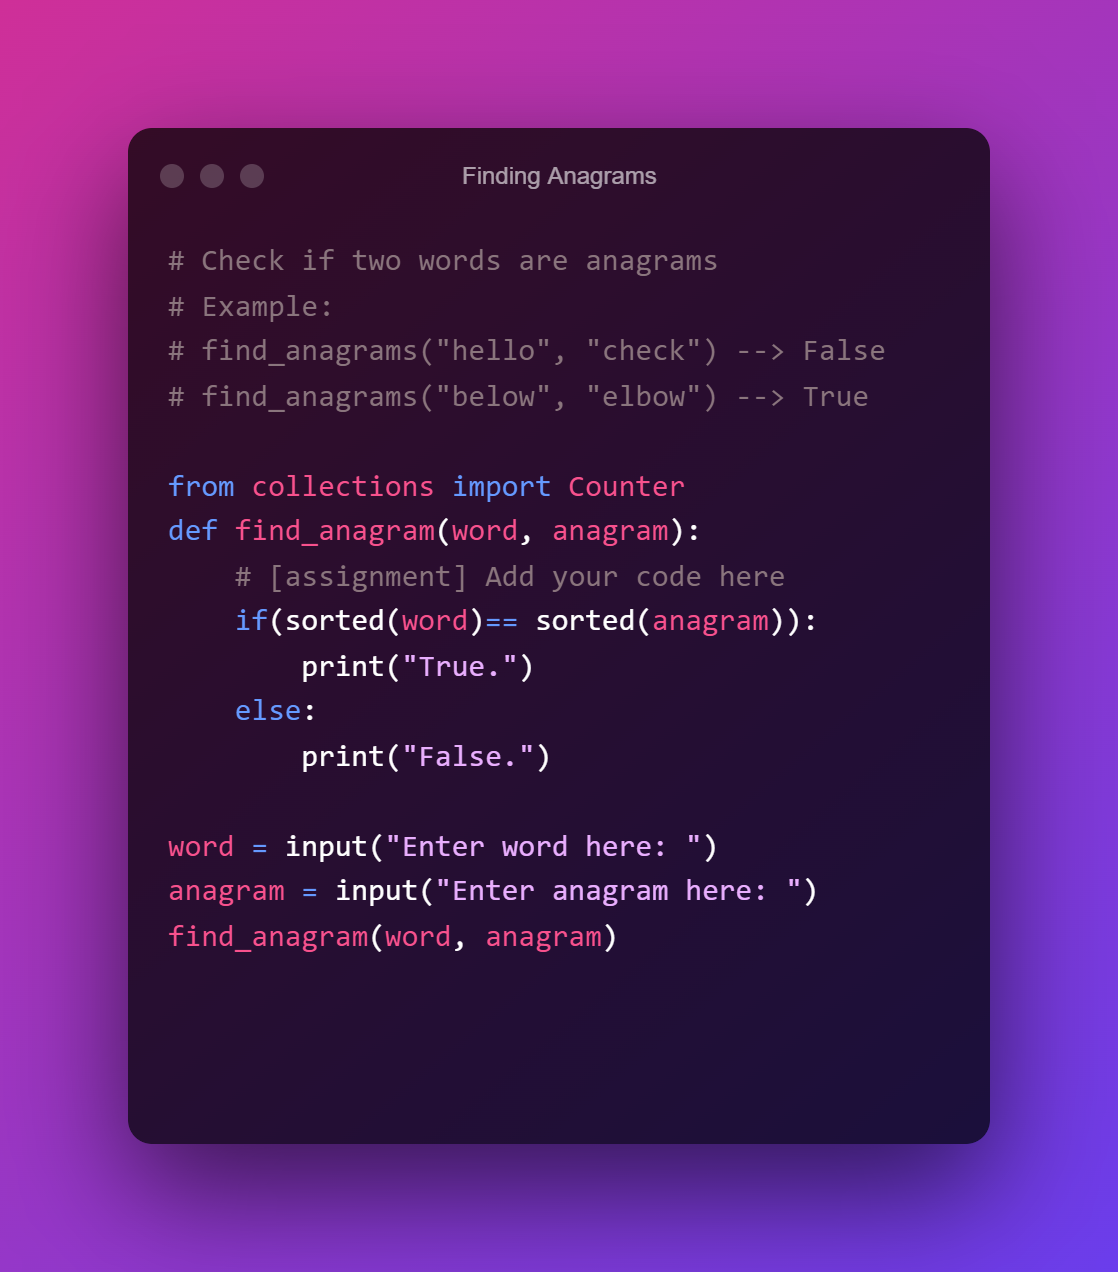 Finding Anagrams
# Check if two words are anagrams
# Example:
# find_anagrams("hello", "check") --> False
# find_anagrams("below", "elbow") --> True
from collections import Counter
def find_anagram(word, anagram):
    # [assignment] Add your code here
    if(sorted(word)== sorted(anagram)):
        print("True.")
    else:
        print("False.")
word = input("Enter word here: ")
anagram = input("Enter anagram here: ")
find_anagram(word, anagram)